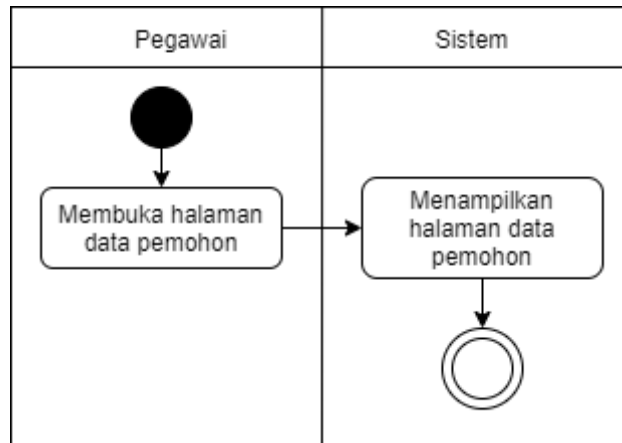 Pegawai
Sistem
Membuka halaman
data pemohon
Menampilkan
halaman data
pemohon